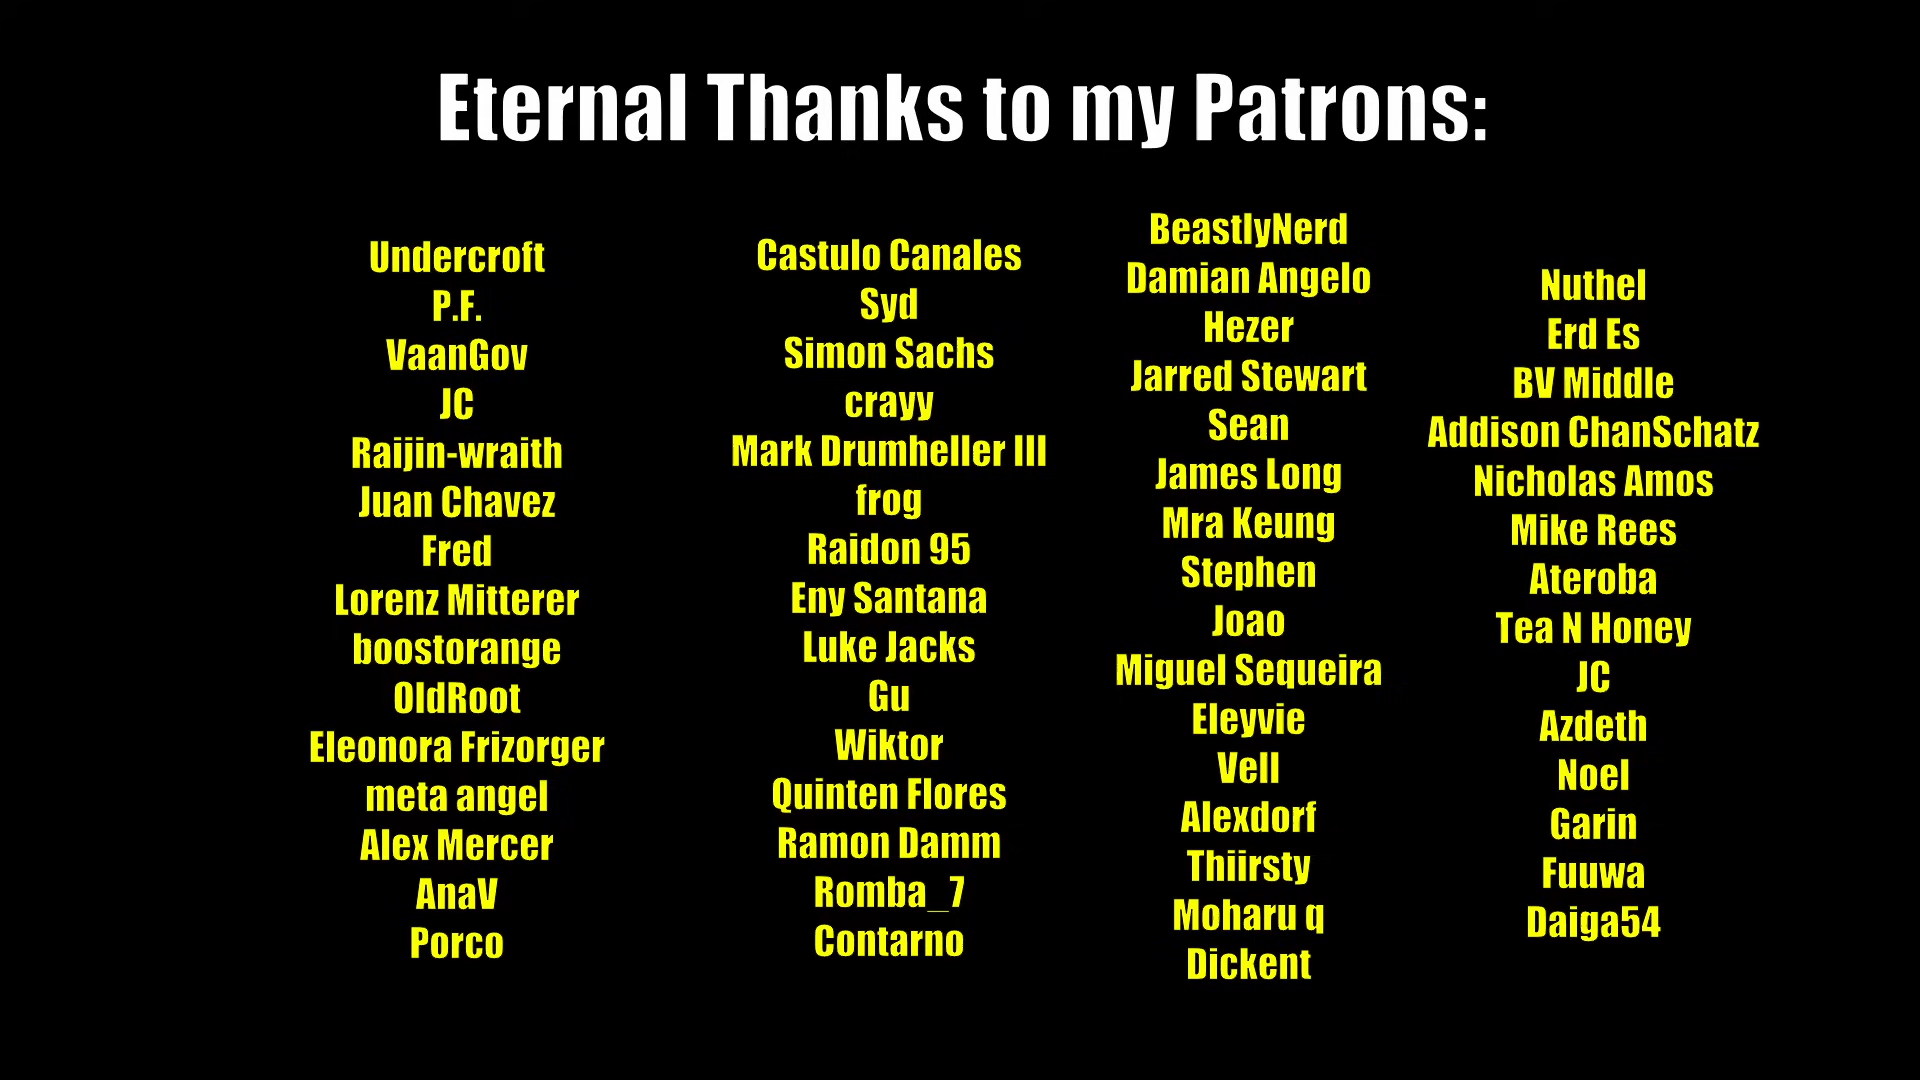 Eternal Thanks to my Patrons:
Undercroft
P.F.
VaanGov
JC
Raijin-wraith
Juan Chavez
Fred
Lorenz Mitterer
boostorange
OldRoot
Eleonora Frizorger
meta angel
Alex Mercer
AnaV
Porco
Castulo Canales
Syd
Simon Sachs
crayy
Mark Drumheller III
frog
Raidon 95
Eny Santana
Luke Jacks
Gu
Wiktor
Quinten Flores
Ramon Damm
Romba_7
Contarno
BeastlyNerd
Damian Angelo
Hezer
Jarred Stewart
Sean
James Long
Mra Keung
Stephen
Joao
Miguel Sequeira
Eleyvie
Vell
Alexdorf
Thiirsty
Moharu q
Dickent
Nuthel
Erd Es
BV Middle
Addison ChanSchatz
Nicholas Amos
Mike Rees
Ateroba
Tea N Honey
JC
Azdeth
Noel
Garin
Fuuwa
Daiga54